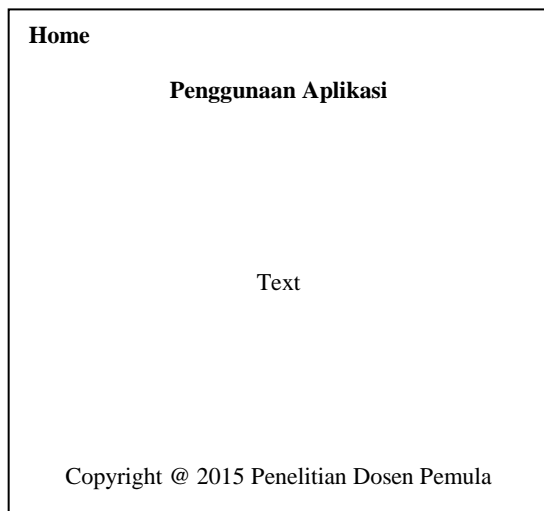 Home
Penggunaan Aplikasi
Text
Copyright @ 2015 Penelitian Dosen Pemula